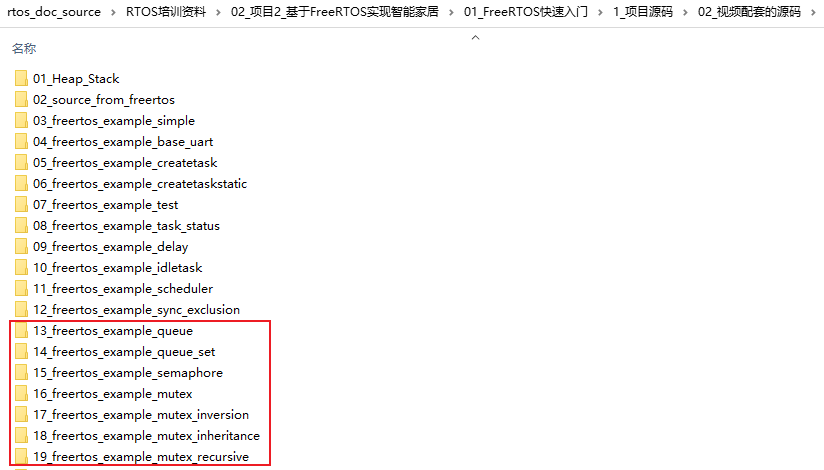 rtos_doc_source > RTOS培训资料 > 02_项目2_基于FreeRTOS实现智能家居 > 01_FreeRTOS快速入门 > 1_项目源码 > 02_视频配套的源码 >
名称
01_Heap_Stack
02_source_from_freertos
03_freertos_example_simple
04_freertos_example_base_uart
05_freertos_example_createtask
06_freertos_example_createtaskstatic
07_freertos_example_test
08_freertos_example_task_status
09_freertos_example_delay
10_freertos_example_idletask
11_freertos_example_scheduler
12_freertos_example_sync_exclusion
13_freertos_example_queue
14_freertos_example_queue_set
15_freertos_example_semaphore
16_freertos_example_mutex
17_freertos_example_mutex_inversion
18_freertos_example_mutex_inheritance
19_freertos_example_mutex_recursive